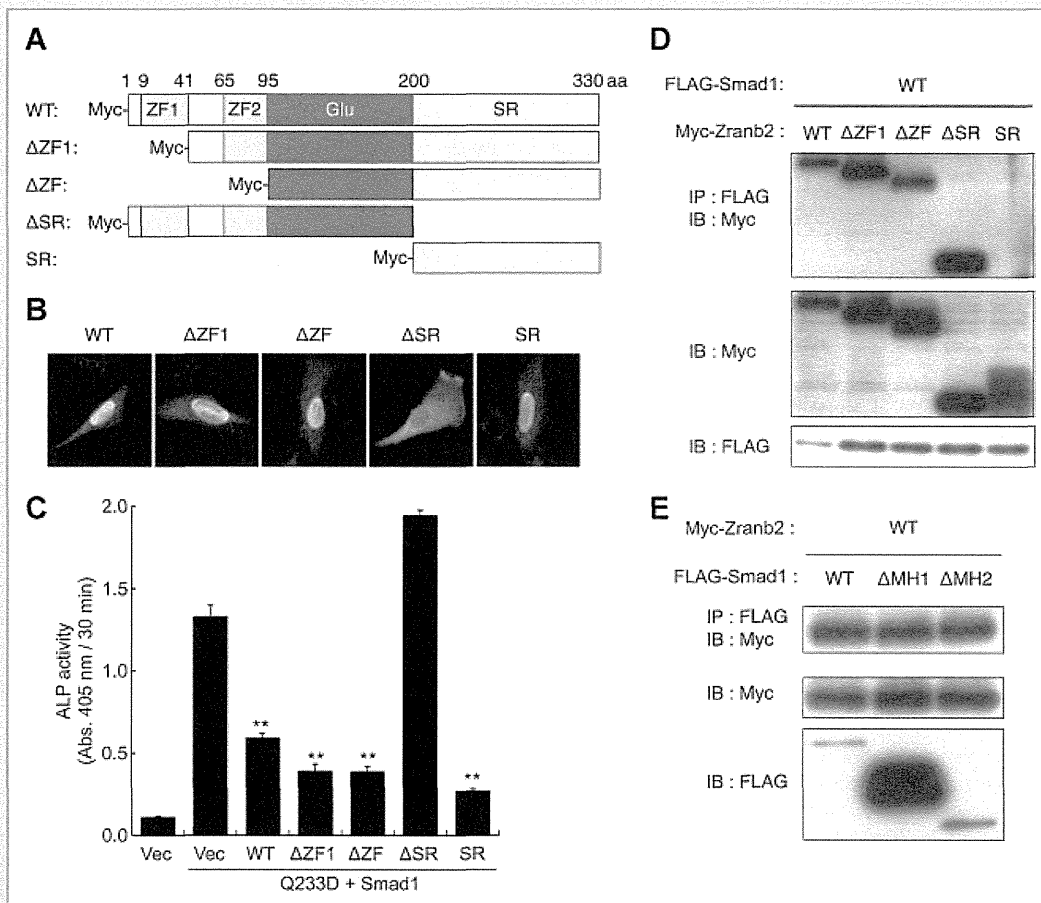 A
1 9 41 65 95 200 330 aa
WT: Myc- ZF1 ZF2 Glu SR
ΔZF1: Myc-
ΔZF: Myc-
ΔSR: Myc-
SR: Myc-
B
WT ΔZF1 ΔZF ΔSR SR
C
ALP activity
(Abs. 405 nm / 30 min)
2.0
1.5
1.0
0.5
0.0
** ** ** **
Vec Vec WT ΔZF1 ΔZF ΔSR SR
Q233D + Smad1
D
FLAG-Smad1: WT
Myc-Zranb2 : WT ΔZF1 ΔZF ΔSR SR
IP : FLAG
IB : Myc
IB : Myc
IB : FLAG
E
Myc-Zranb2 : WT
FLAG-Smad1 : WT ΔMH1 ΔMH2
IP : FLAG
IB : Myc
IB : Myc
IB : FLAG